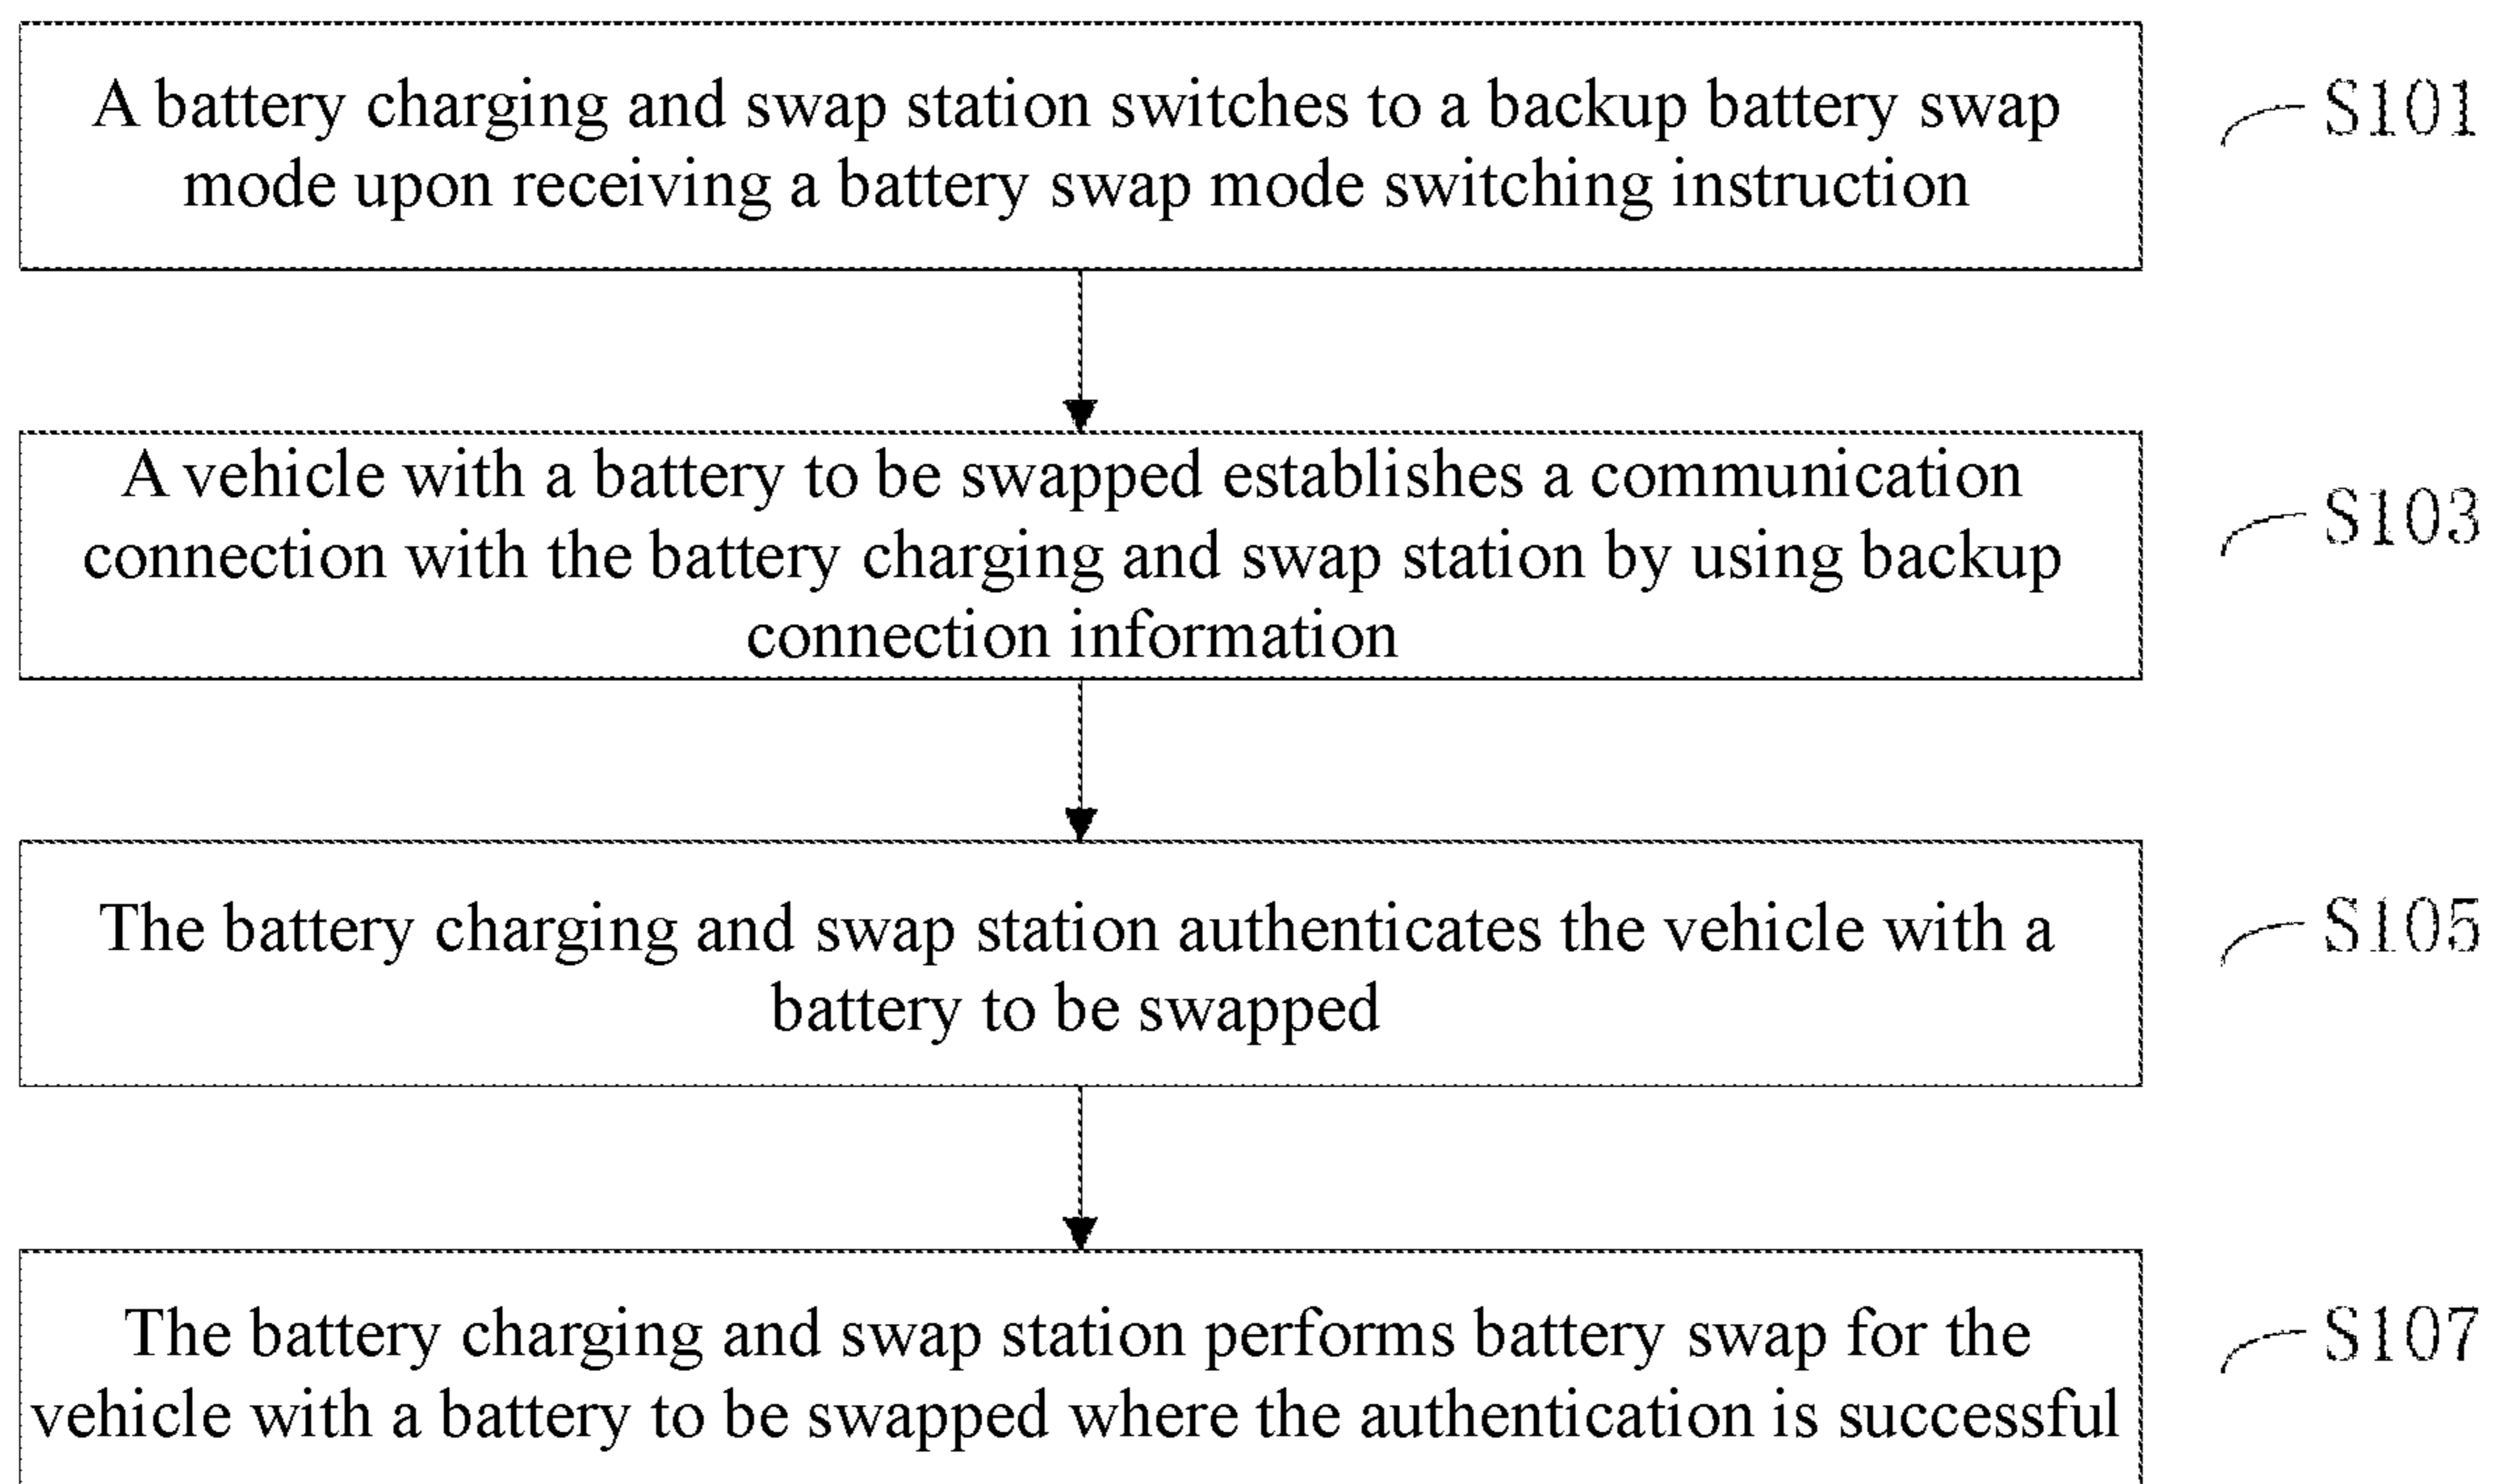 A battery charging and swap station switches to a backup battery swap
mode upon receiving a battery swap mode switching instruction
S101
A vehicle with a battery to be swapped establishes a communication
connection with the battery charging and swap station by using backup
connection information
S103
The battery charging and swap station authenticates the vehicle with a
battery to be swapped
S105
The battery charging and swap station performs battery swap for the
vehicle with a battery to be swapped where the authentication is successful
S107